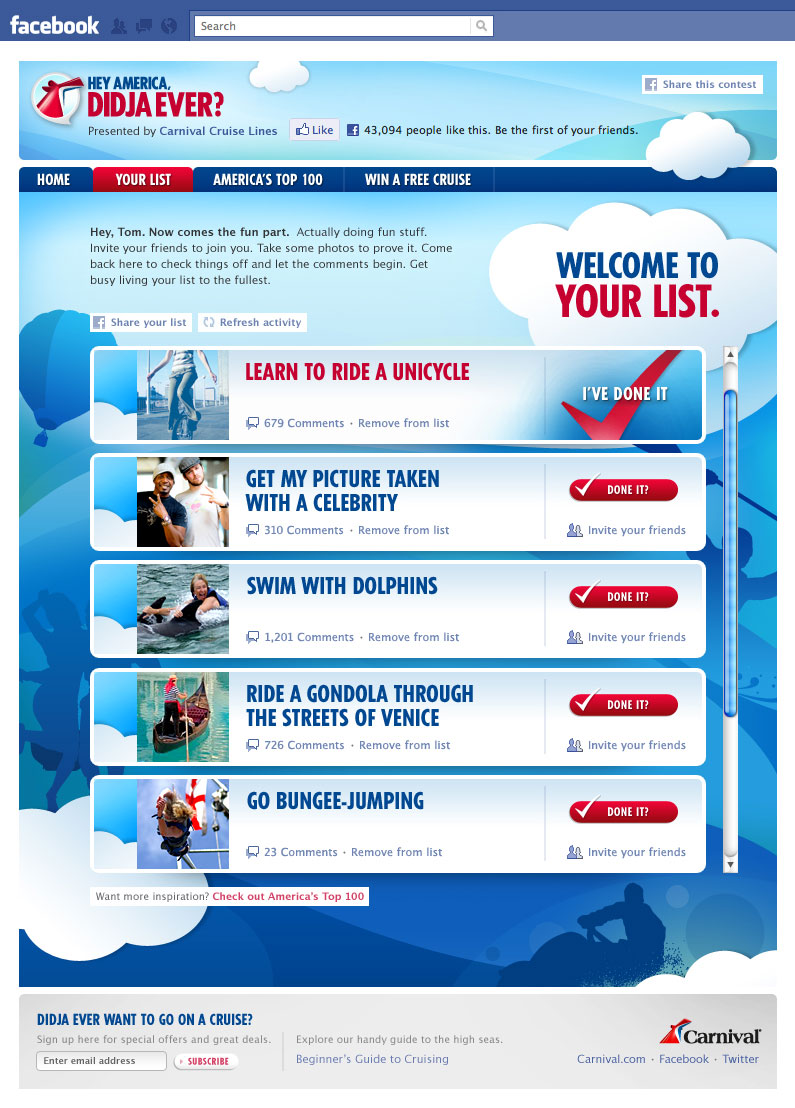 facebook
Search
HEY AMERICA,
DIDJA EVER?
Share this contest
Presented by Carnival Cruise Lines
Like
43,094 people like this. Be the first of your friends.
HOME
YOUR LIST
AMERICA'S TOP 100
WIN A FREE CRUISE
Hey, Tom. Now comes the fun part. Actually doing fun stuff.
Invite your friends to join you. Take some photos to prove it. Come
back here to check things off and let the comments begin. Get
busy living your list to the fullest.
WELCOME TO
YOUR LIST.
Share your list
Refresh activity
LEARN TO RIDE A UNICYCLE
679 Comments · Remove from list
I'VE DONE IT
GET MY PICTURE TAKEN
WITH A CELEBRITY
310 Comments · Remove from list
DONE IT?
Invite your friends
SWIM WITH DOLPHINS
1,201 Comments · Remove from list
DONE IT?
Invite your friends
RIDE A GONDOLA THROUGH
THE STREETS OF VENICE
726 Comments · Remove from list
DONE IT?
Invite your friends
GO BUNGEE-JUMPING
23 Comments · Remove from list
DONE IT?
Invite your friends
Want more inspiration? Check out America's Top 100
DIDJA EVER WANT TO GO ON A CRUISE?
Sign up here for special offers and great deals.
Enter email address
SUBSCRIBE
Explore our handy guide to the high seas.
Beginner's Guide to Cruising
Carnival
Carnival.com · Facebook · Twitter